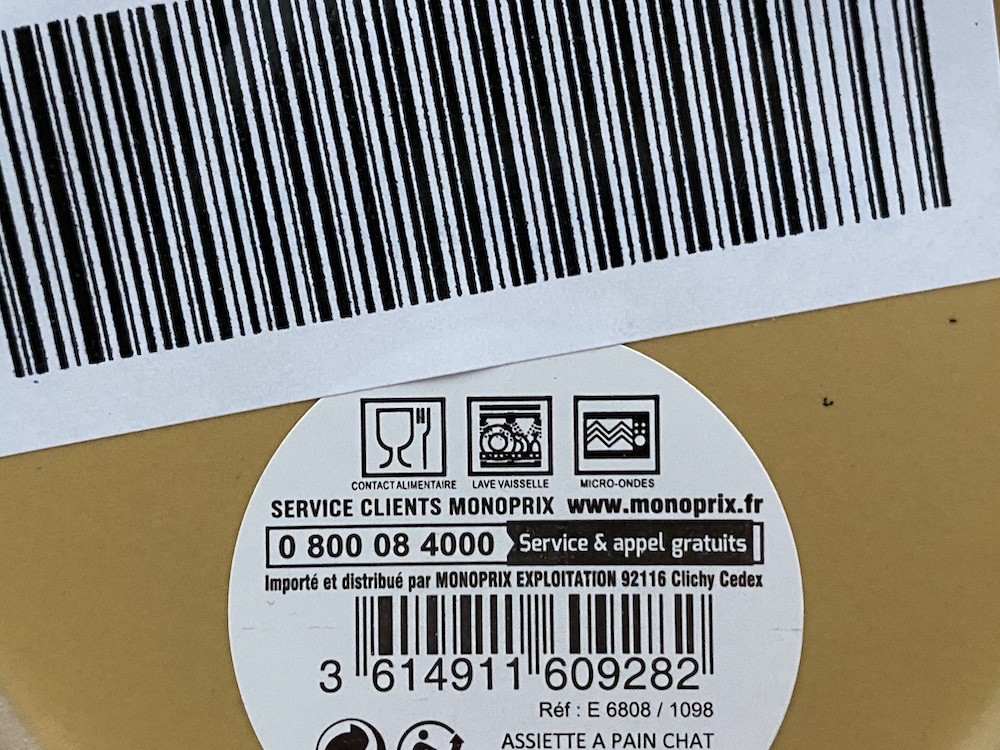 CONTACT ALIMENTAIRE LAVE VAISSELLE MICRO-ONDES
SERVICE CLIENTS MONOPRIX www.monoprix.fr
0 800 08 4000 Service & appel gratuits
Importé et distribué par MONOPRIX EXPLOITATION 92116 Clichy Cedex
3 614911 609282
Réf : E 6808 / 1098
ASSIETTE A PAIN CHAT